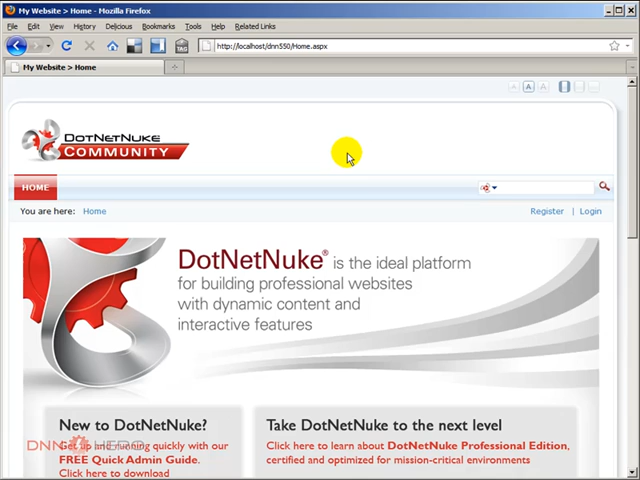 My Website > Home - Mozilla Firefox
File Edit View History Delicious Bookmarks Tools Help Related Links
TAG
http://localhost/dnn550/Home.aspx
My Website > Home
A A A
DOTNETNUKE
COMMUNITY
HOME
You are here: Home
Register | Login
DotNetNuke® is the ideal platform
for building professional websites
with dynamic content and
interactive features
New to DotNetNuke?
Get up and running quickly with our
FREE Quick Admin Guide.
Click here to download
Take DotNetNuke to the next level
Click here to learn about DotNetNuke Professional Edition,
certified and optimized for mission-critical environments
DNN HERO